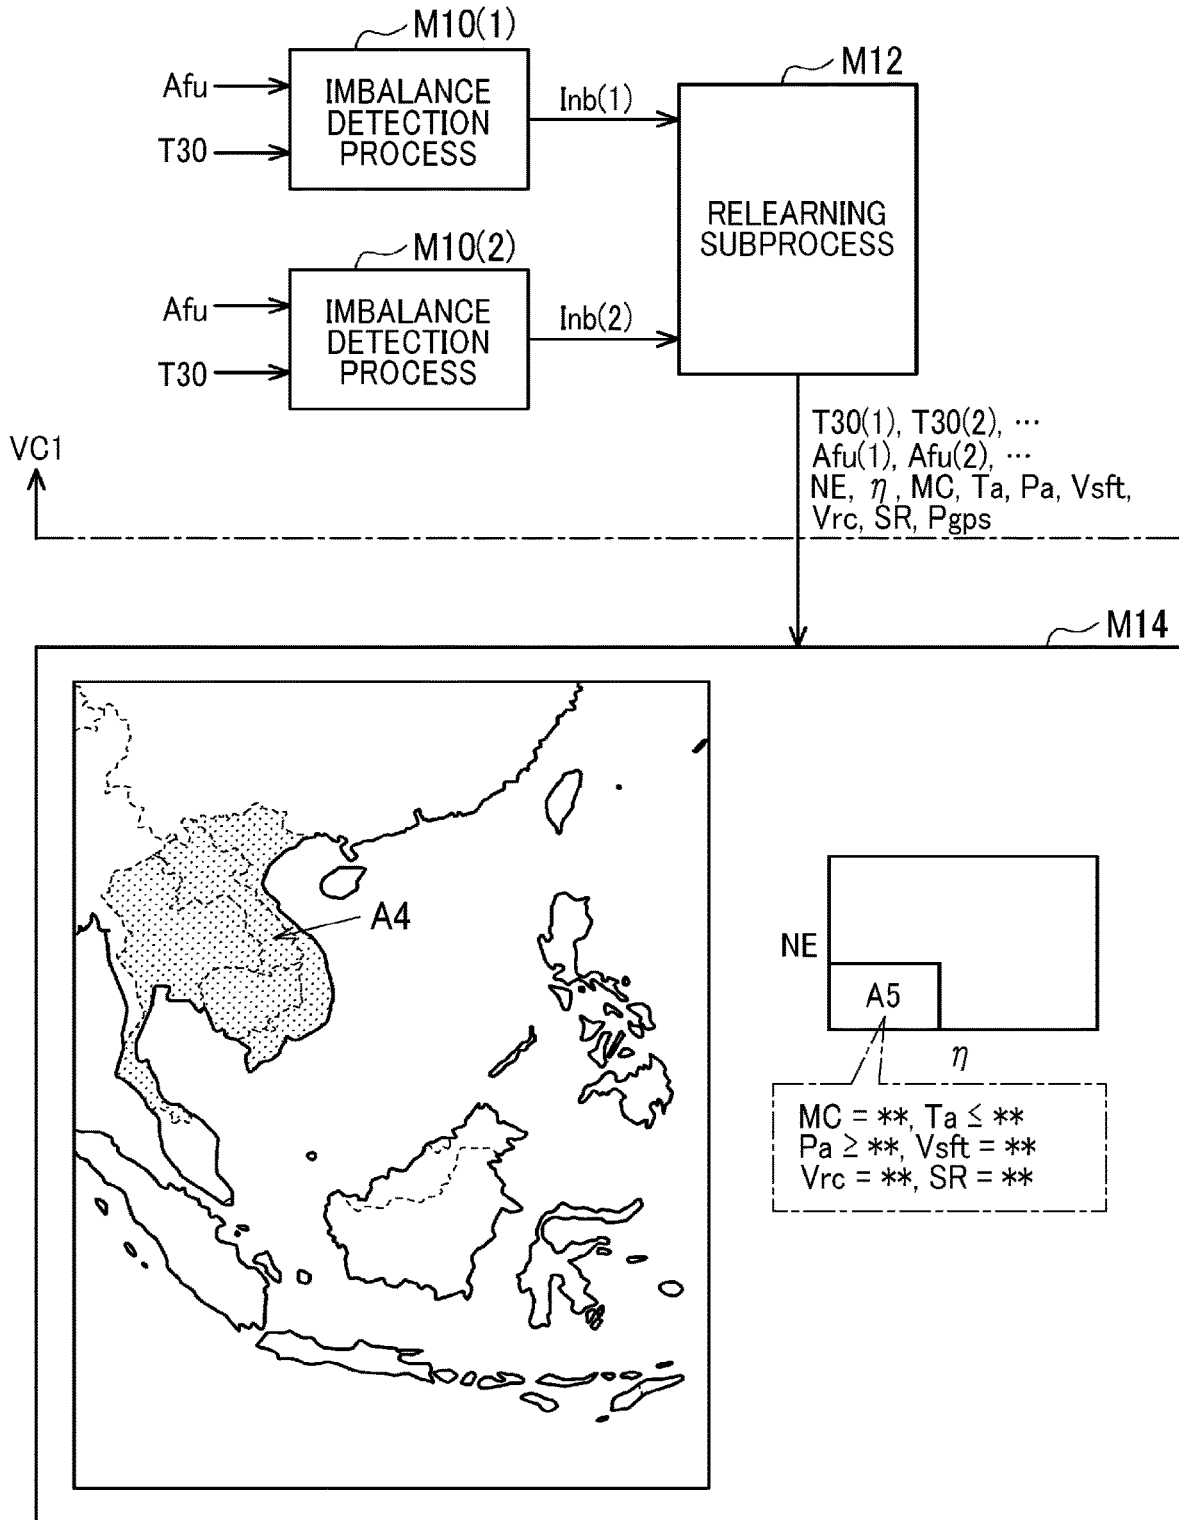 M10(1)
Afu
T30
IMBALANCE
DETECTION
PROCESS
Inb(1)
M12
RELEARNING
SUBPROCESS
M10(2)
Afu
T30
IMBALANCE
DETECTION
PROCESS
Inb(2)
VC1
T30(1), T30(2), ⋯
Afu(1), Afu(2), ⋯
NE, η, MC, Ta, Pa, Vsft,
Vrc, SR, Pgps
M14
A4
NE
A5
η
MC = **, Ta ≤ **
Pa ≥ **, Vsft = **
Vrc = **, SR = **